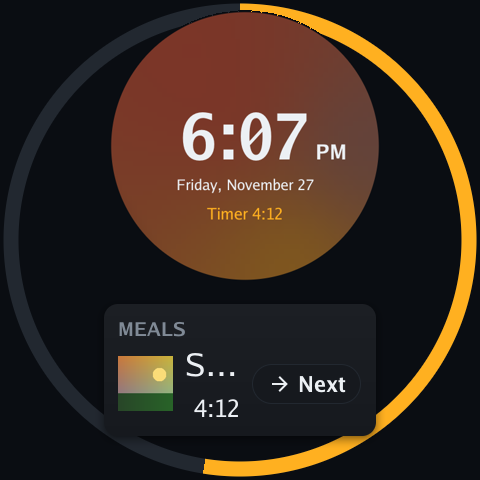 6:07 PM
Friday, November 27
Timer 4:12
MEALS
S...
4:12
→ Next